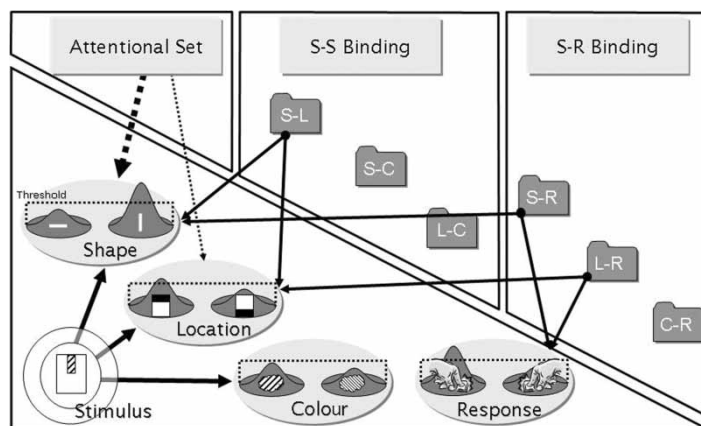 Attentional Set
S-S Binding
S-R Binding
S-L
S-C
S-R
L-C
L-R
C-R
Threshold
Shape
Location
Stimulus
Colour
Response